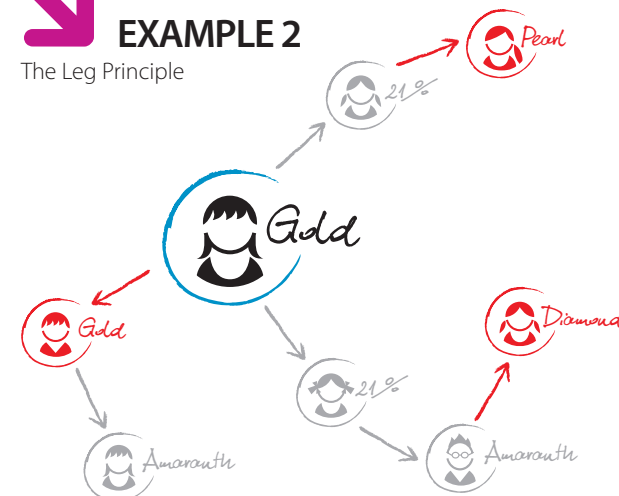 EXAMPLE 2
The Leg Principle
Pearl
21%
Gold
Gold
Diamond
21%
Amaranth
Amaranth